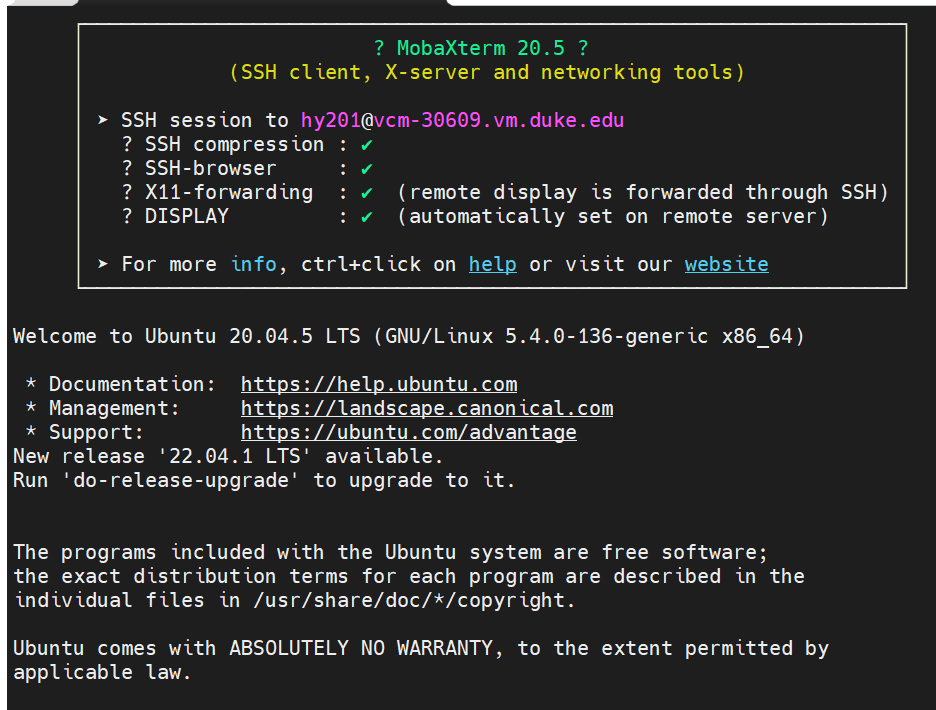 ? MobaXterm 20.5 ?
(SSH client, X-server and networking tools)
➤ SSH session to hy201@vcm-30609.vm.duke.edu
? SSH compression : ✔
? SSH-browser     : ✔
? X11-forwarding  : ✔  (remote display is forwarded through SSH)
? DISPLAY         : ✔  (automatically set on remote server)
➤ For more info, ctrl+click on help or visit our website
Welcome to Ubuntu 20.04.5 LTS (GNU/Linux 5.4.0-136-generic x86_64)
* Documentation:  https://help.ubuntu.com
* Management:     https://landscape.canonical.com
* Support:        https://ubuntu.com/advantage
New release '22.04.1 LTS' available.
Run 'do-release-upgrade' to upgrade to it.
The programs included with the Ubuntu system are free software;
the exact distribution terms for each program are described in the
individual files in /usr/share/doc/*/copyright.
Ubuntu comes with ABSOLUTELY NO WARRANTY, to the extent permitted by
applicable law.